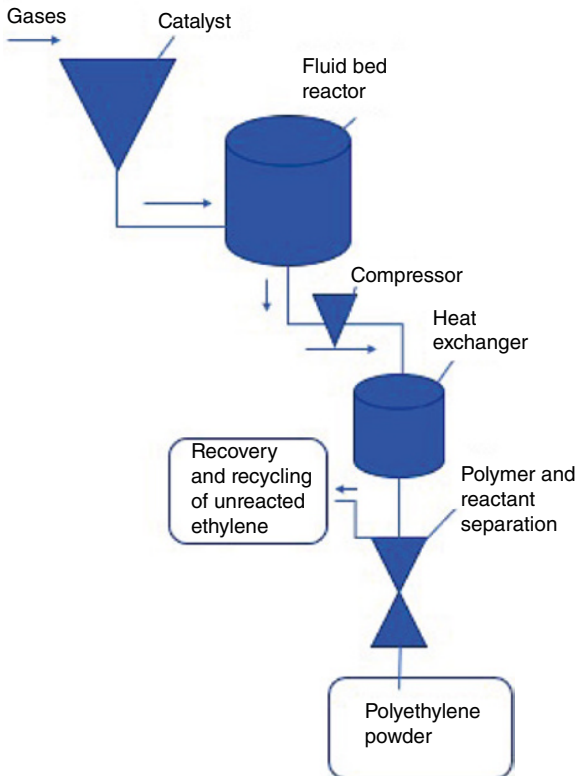 Gases
Catalyst
Fluid bed
reactor
Compressor
Heat
exchanger
Recovery
and recycling
of unreacted
ethylene
Polymer and
reactant
separation
Polyethylene
powder